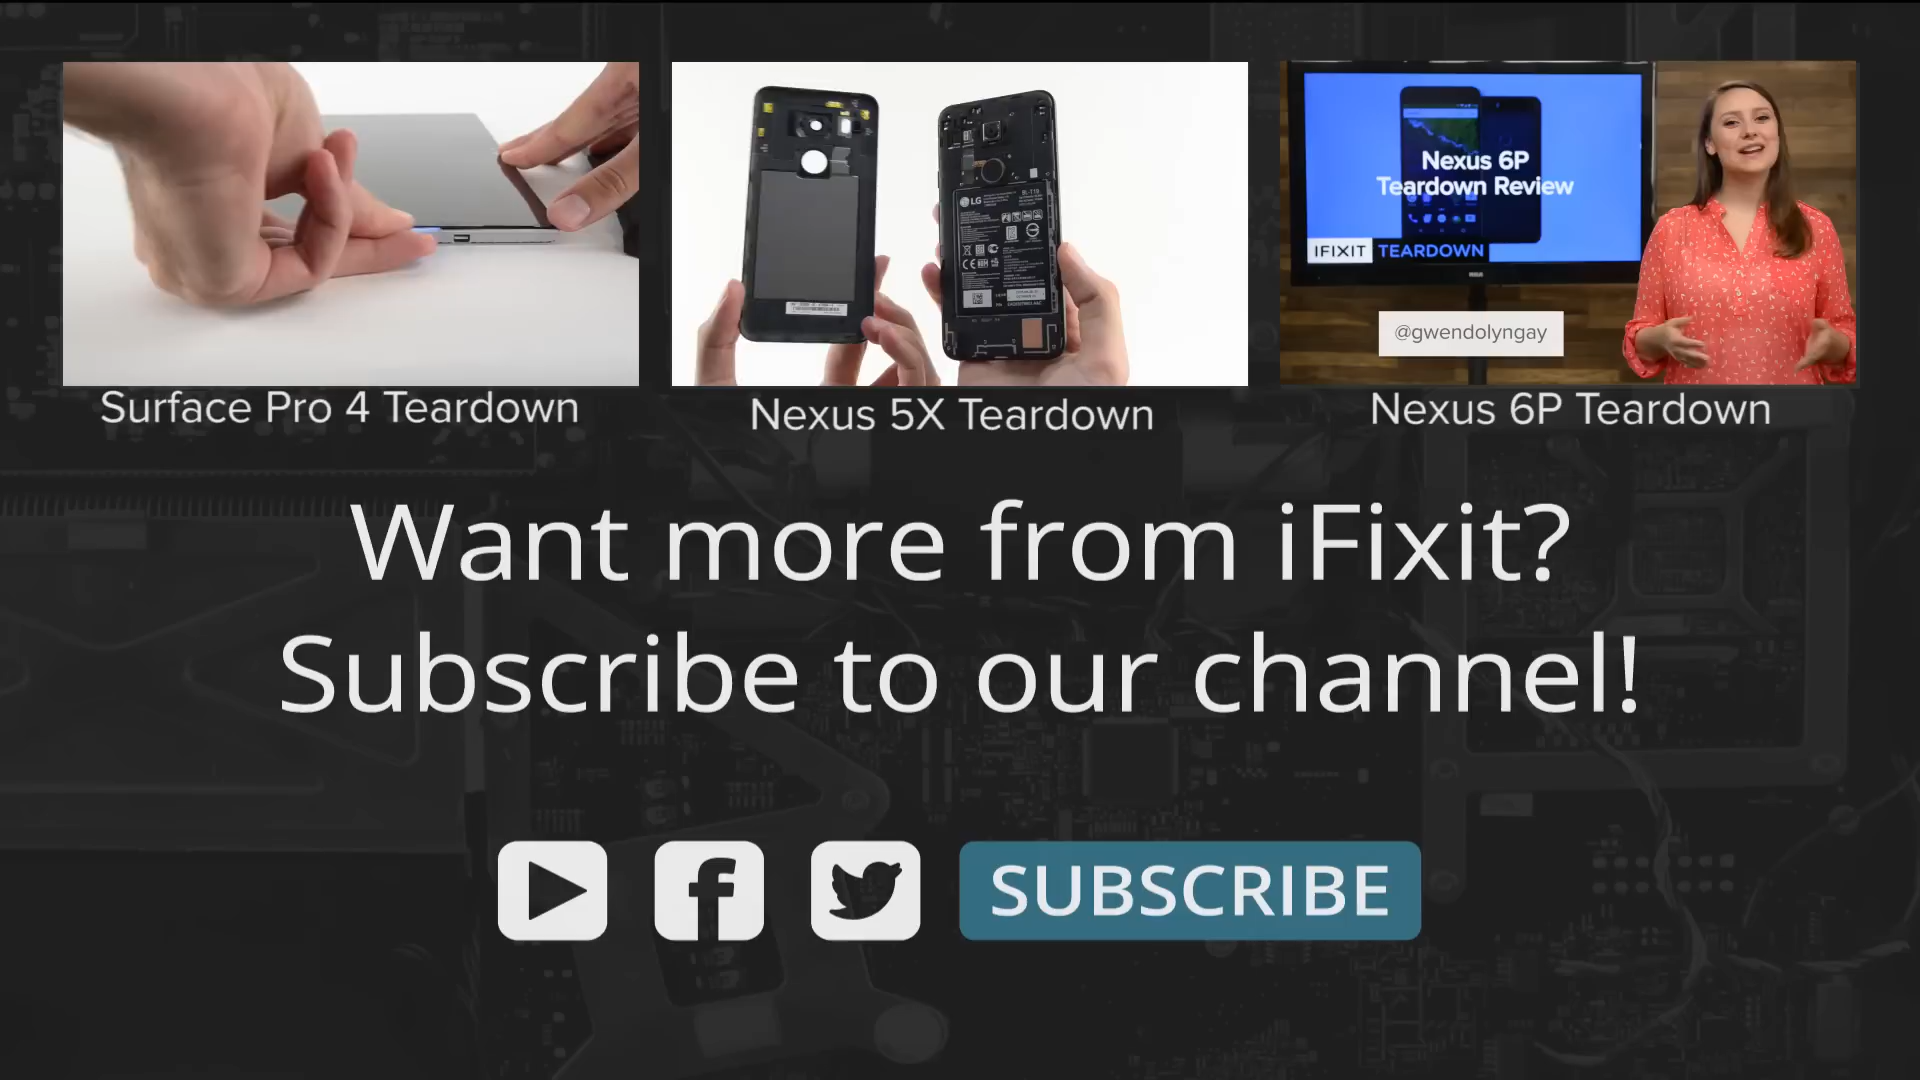 Nexus 6P
Teardown Review
IFIXIT TEARDOWN
@gwendolyngay
LG
Surface Pro 4 Teardown
Nexus 5X Teardown
Nexus 6P Teardown
Want more from iFixit?
Subscribe to our channel!
SUBSCRIBE